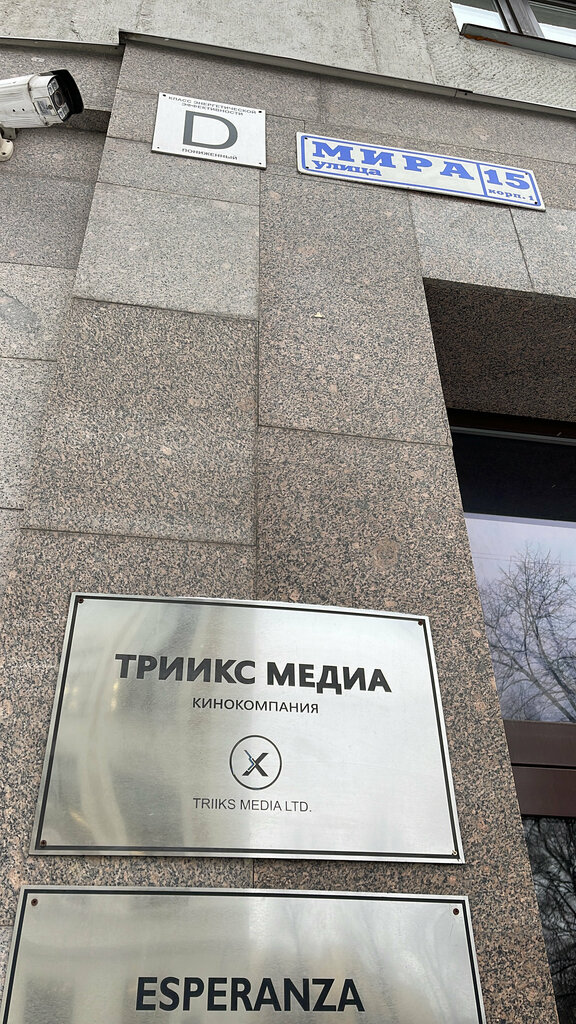 КЛАСС ЭНЕРГЕТИЧЕСКОЙ
ЭФФЕКТИВНОСТИ
D
ПОНИЖЕННЫЙ
МИРА 15
улица корп. 1
ТРИИКС МЕДИА
КИНОКОМПАНИЯ
X
TRIIKS MEDIA LTD.
ESPERANZA